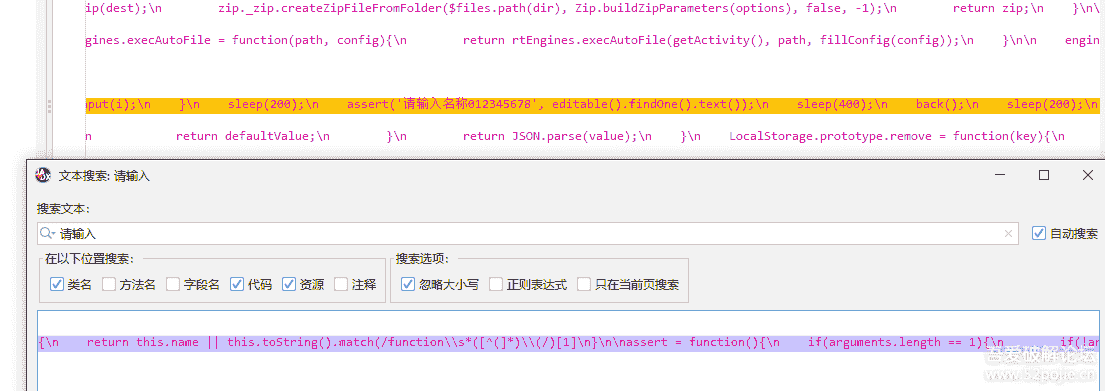 ip(dest);\n        zip._zip.createZipFileFromFolder($files.path(dir), Zip.buildZipParameters(options), false, -1);\n        return zip;\n    }\n\
ngines.execAutoFile = function(path, config){\n        return rtEngines.execAutoFile(getActivity(), path, fillConfig(config));\n    }\n\n    engin
nput(i);\n    }\n    sleep(200);\n    assert('请输入名称012345678', editable().findOne().text());\n    sleep(400);\n    back();\n    sleep(200);\n
\n            return defaultValue;\n        }\n        return JSON.parse(value);\n    }\n    LocalStorage.prototype.remove = function(key){\n
文本搜索: 请输入
搜索文本:
请输入
自动搜索
在以下位置搜索:
搜索选项:
类名 方法名 字段名 代码 资源 注释 忽略大小写 正则表达式 只在当前页搜索
{\n    return this.name || this.toString().match(/function\\s*([^(]*)\\(/)[1]\n}\n\nassert = function(){\n    if(arguments.length == 1){\n        if(!ar
吾爱破解论坛
www.52pojie.cn